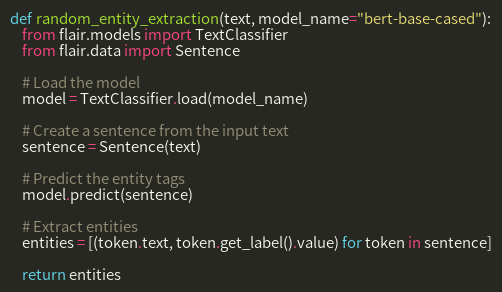 def random_entity_extraction(text, model_name="bert-base-cased"):
from flair.models import TextClassifier
from flair.data import Sentence
# Load the model
model = TextClassifier.load(model_name)
# Create a sentence from the input text
sentence = Sentence(text)
# Predict the entity tags
model.predict(sentence)
# Extract entities
entities = [(token.text, token.get_label().value) for token in sentence]
return entities